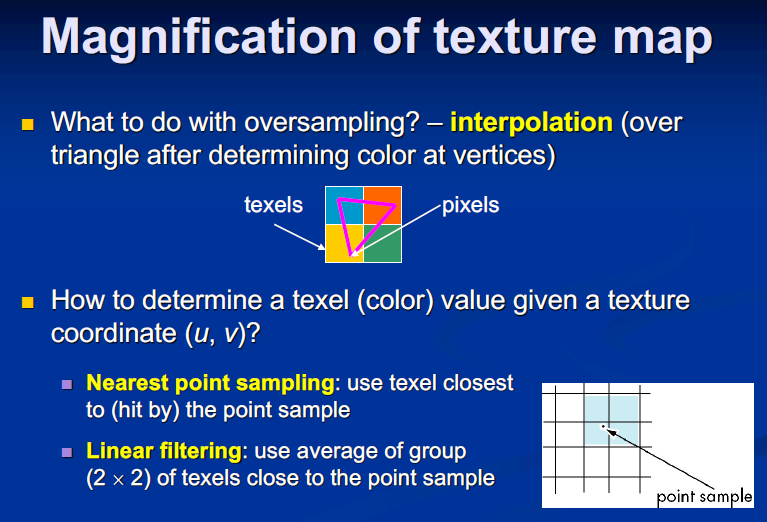 Magnification of texture map
What to do with oversampling? – interpolation (over
triangle after determining color at vertices)
texels
pixels
How to determine a texel (color) value given a texture
coordinate (u, v)?
Nearest point sampling: use texel closest
to (hit by) the point sample
Linear filtering: use average of group
(2 × 2) of texels close to the point sample
point sample